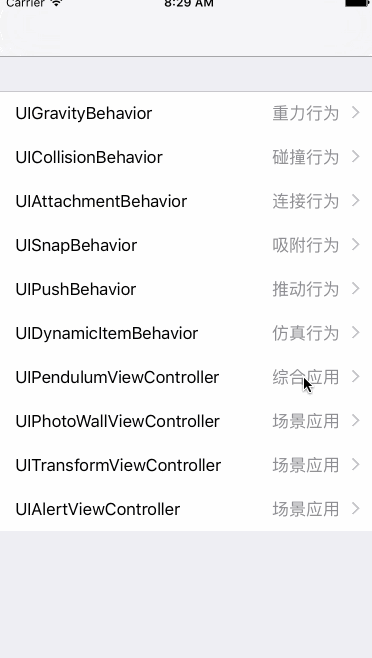 Carrier 8:29 AM
UIGravityBehavior 重力行为
UICollisionBehavior 碰撞行为
UIAttachmentBehavior 连接行为
UISnapBehavior 吸附行为
UIPushBehavior 推动行为
UIDynamicItemBehavior 仿真行为
UIPendulumViewController 综合应用
UIPhotoWallViewController 场景应用
UITransformViewController 场景应用
UIAlertViewController 场景应用